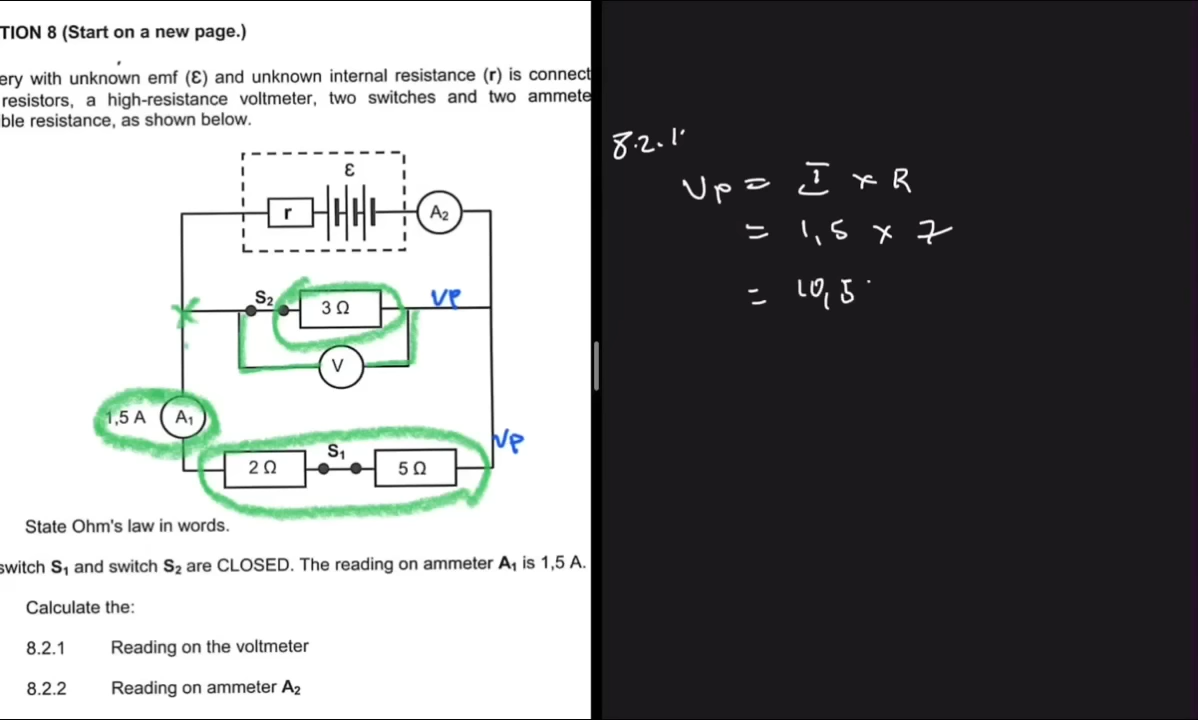 TION 8 (Start on a new page.)
ery with unknown emf (ℇ) and unknown internal resistance (r) is connect
resistors, a high-resistance voltmeter, two switches and two ammete
ble resistance, as shown below.
ℇ
r
A2
S2
3 Ω
VP
V
1,5 A
A1
VP
2 Ω
S1
5 Ω
State Ohm's law in words.
switch S1 and switch S2 are CLOSED. The reading on ammeter A1 is 1,5 A.
Calculate the:
8.2.1 Reading on the voltmeter
8.2.2 Reading on ammeter A2
8.2.1
Vp = I × R
= 1,5 × 7
= 10,5